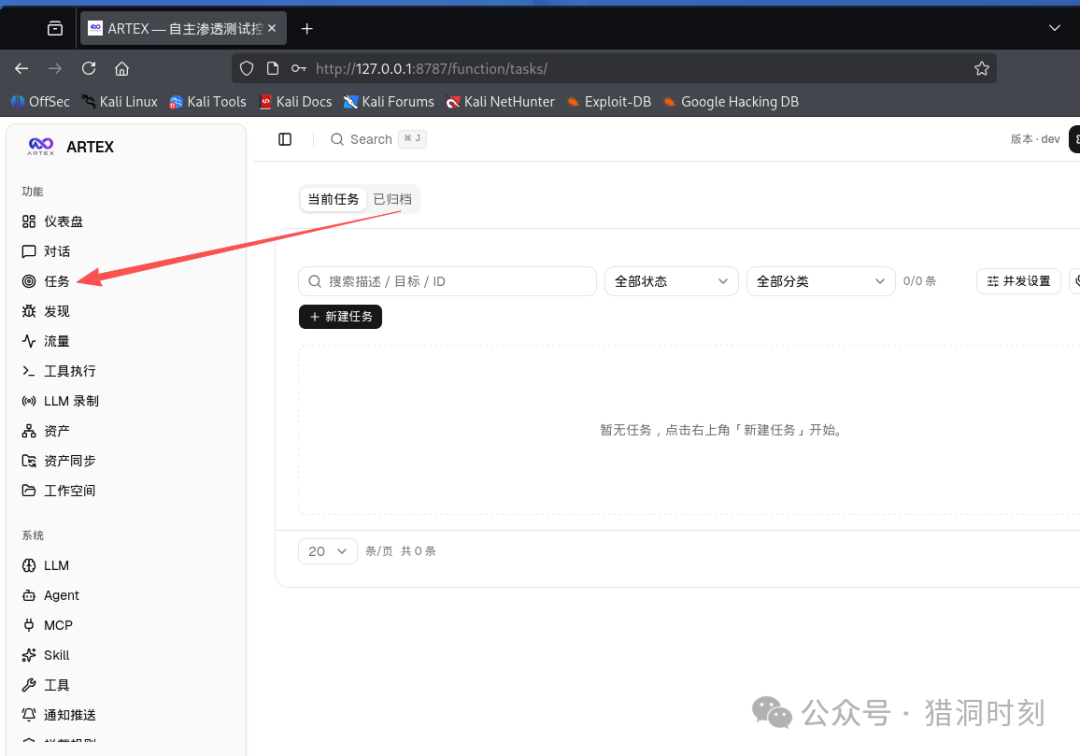 ARTEX — 自主渗透测试控
http://127.0.0.1:8787/function/tasks/
OffSec Kali Linux Kali Tools Kali Docs Kali Forums Kali NetHunter Exploit-DB Google Hacking DB
ARTEX
ARTEX
Search ⌘ J
版本 · dev
功能
仪表盘
对话
任务
发现
流量
工具执行
LLM 录制
资产
资产同步
工作空间
系统
LLM
Agent
MCP
Skill
工具
通知推送
当前任务 已归档
搜索描述 / 目标 / ID
全部状态
全部分类
0/0 条
并发设置
+ 新建任务
暂无任务，点击右上角「新建任务」开始。
20 条/页 共 0 条
公众号 · 猎洞时刻